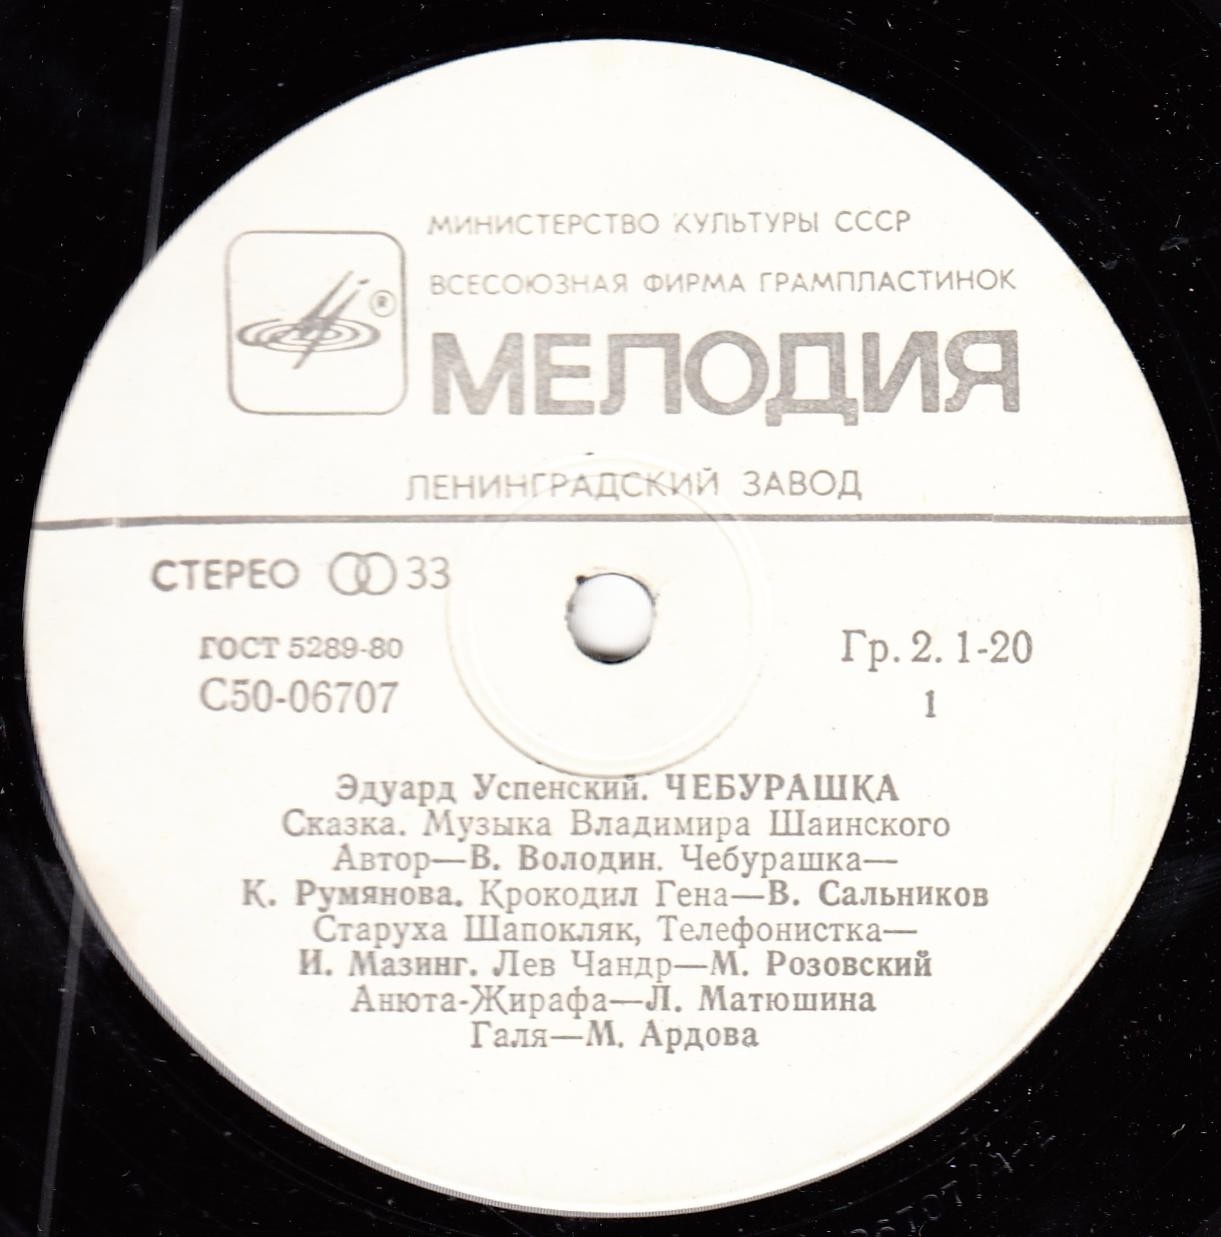 МИНИСТЕРСТВО КУЛЬТУРЫ СССР
ВСЕСОЮЗНАЯ ФИРМА ГРАМПЛАСТИНОК
®
МЕЛОДИЯ
ЛЕНИНГРАДСКИЙ ЗАВОД
СТЕРЕО 33
ГОСТ 5289-80
Гр. 2. 1-20
С50-06707
1
Эдуард Успенский. ЧЕБУРАШКА
Сказка. Музыка Владимира Шаинского
Автор—В. Володин. Чебурашка—
К. Румянова. Крокодил Гена—В. Сальников
Старуха Шапокляк, Телефонистка—
И. Мазинг. Лев Чандр—М. Розовский
Анюта-Жирафа—Л. Матюшина
Галя—М. Ардова